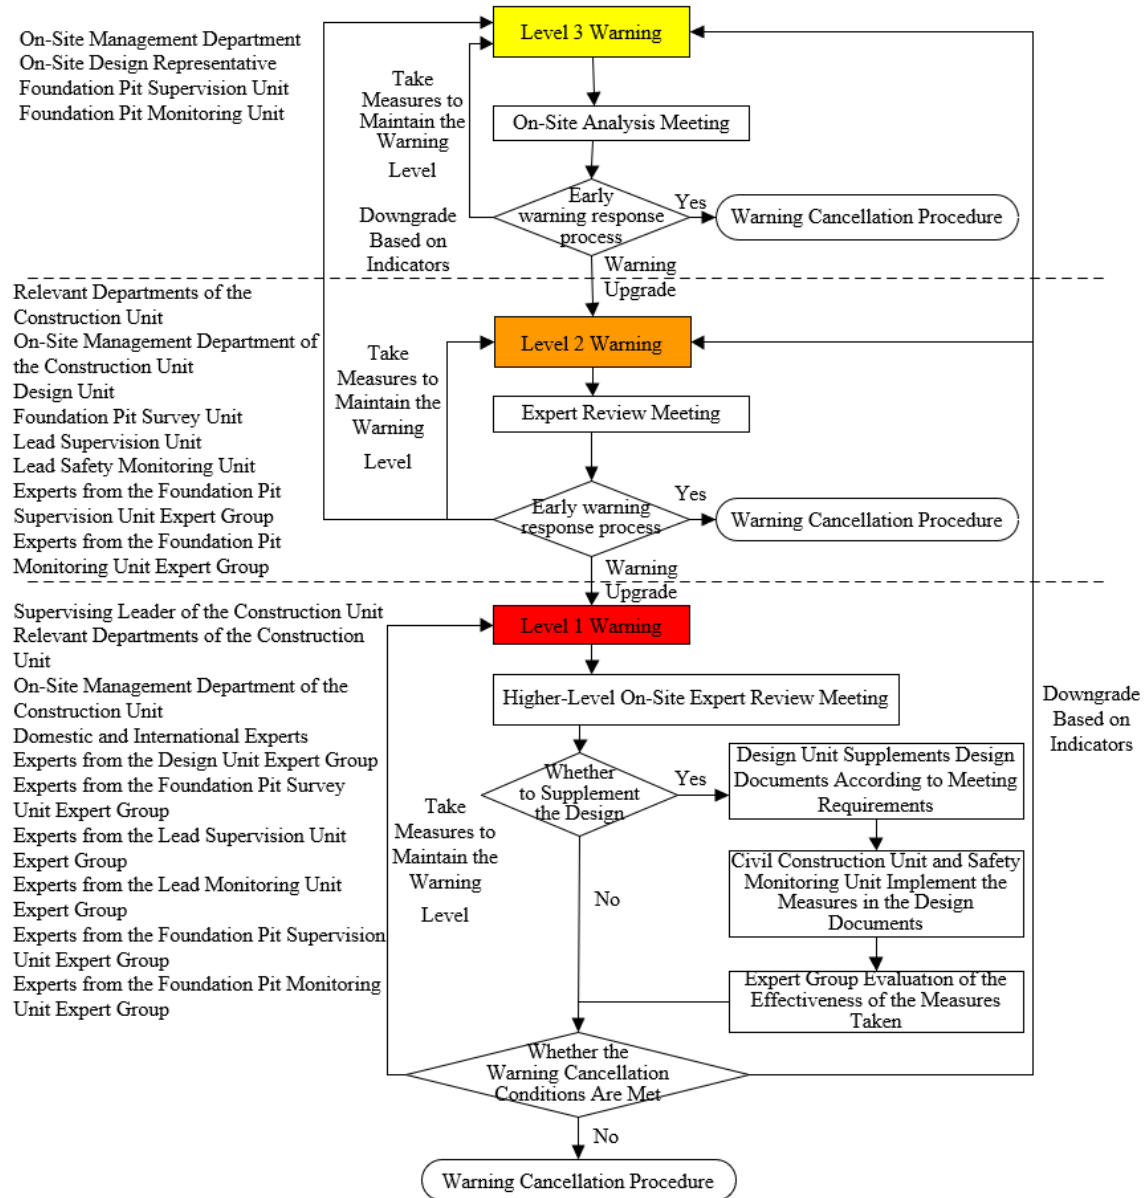 On-Site Management Department
On-Site Design Representative
Foundation Pit Supervision Unit
Foundation Pit Monitoring Unit
Level 3 Warning
Take
Measures to
Maintain the
Warning
Level
On-Site Analysis Meeting
Early
warning response
process
Yes
Warning Cancellation Procedure
Downgrade
Based on
Indicators
Warning
Upgrade
Relevant Departments of the
Construction Unit
On-Site Management Department of
the Construction Unit
Design Unit
Foundation Pit Survey Unit
Lead Supervision Unit
Lead Safety Monitoring Unit
Experts from the Foundation Pit
Supervision Unit Expert Group
Experts from the Foundation Pit
Monitoring Unit Expert Group
Level 2 Warning
Take
Measures to
Maintain the
Warning
Level
Expert Review Meeting
Early warning
response process
Yes
Warning Cancellation Procedure
Warning
Upgrade
Supervising Leader of the Construction Unit
Relevant Departments of the Construction
Unit
On-Site Management Department of the
Construction Unit
Domestic and International Experts
Experts from the Design Unit Expert Group
Experts from the Foundation Pit Survey
Unit Expert Group
Experts from the Lead Supervision Unit
Expert Group
Experts from the Lead Monitoring Unit
Expert Group
Experts from the Foundation Pit Supervision
Unit Expert Group
Experts from the Foundation Pit Monitoring
Unit Expert Group
Level 1 Warning
Higher-Level On-Site Expert Review Meeting
Whether
to Supplement
the Design
Yes
Design Unit Supplements Design
Documents According to Meeting
Requirements
Downgrade
Based on
Indicators
Take
Measures to
Maintain the
Warning
Level
No
Civil Construction Unit and Safety
Monitoring Unit Implement the
Measures in the Design
Documents
Expert Group Evaluation of the
Effectiveness of the Measures
Taken
Whether the
Warning Cancellation
Conditions Are Met
No
Warning Cancellation Procedure